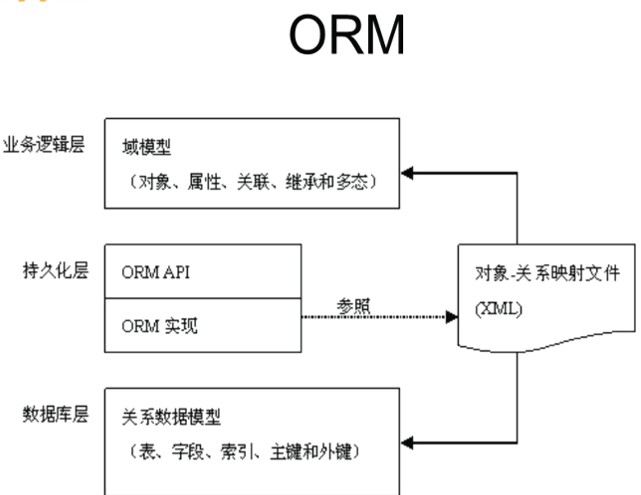 ORM
业务逻辑层
域模型
（对象、属性、关联、继承和多态）
持久化层
ORM API
ORM 实现
参照
对象-关系映射文件
(XML)
数据库层
关系数据模型
（表、字段、索引、主键和外键）